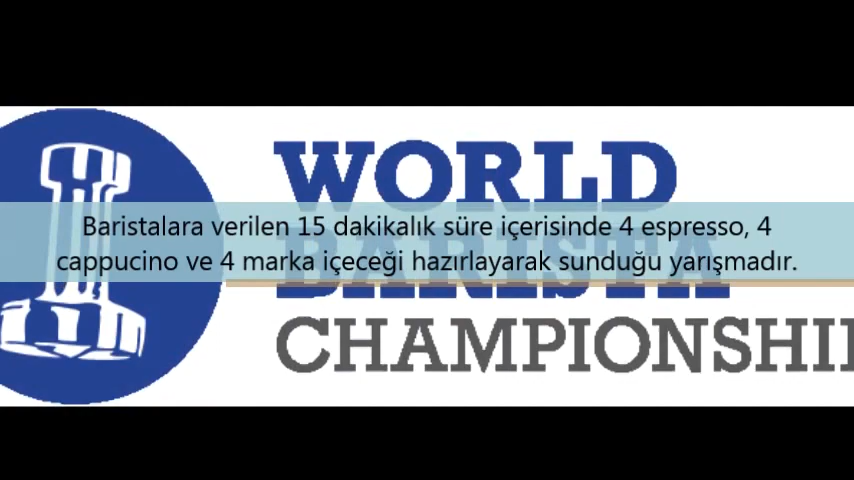 WORLD
Baristalara verilen 15 dakikalık süre içerisinde 4 espresso, 4
cappucino ve 4 marka içeceği hazırlayarak sunduğu yarışmadır.
BARISTA
CHAMPIONSHI